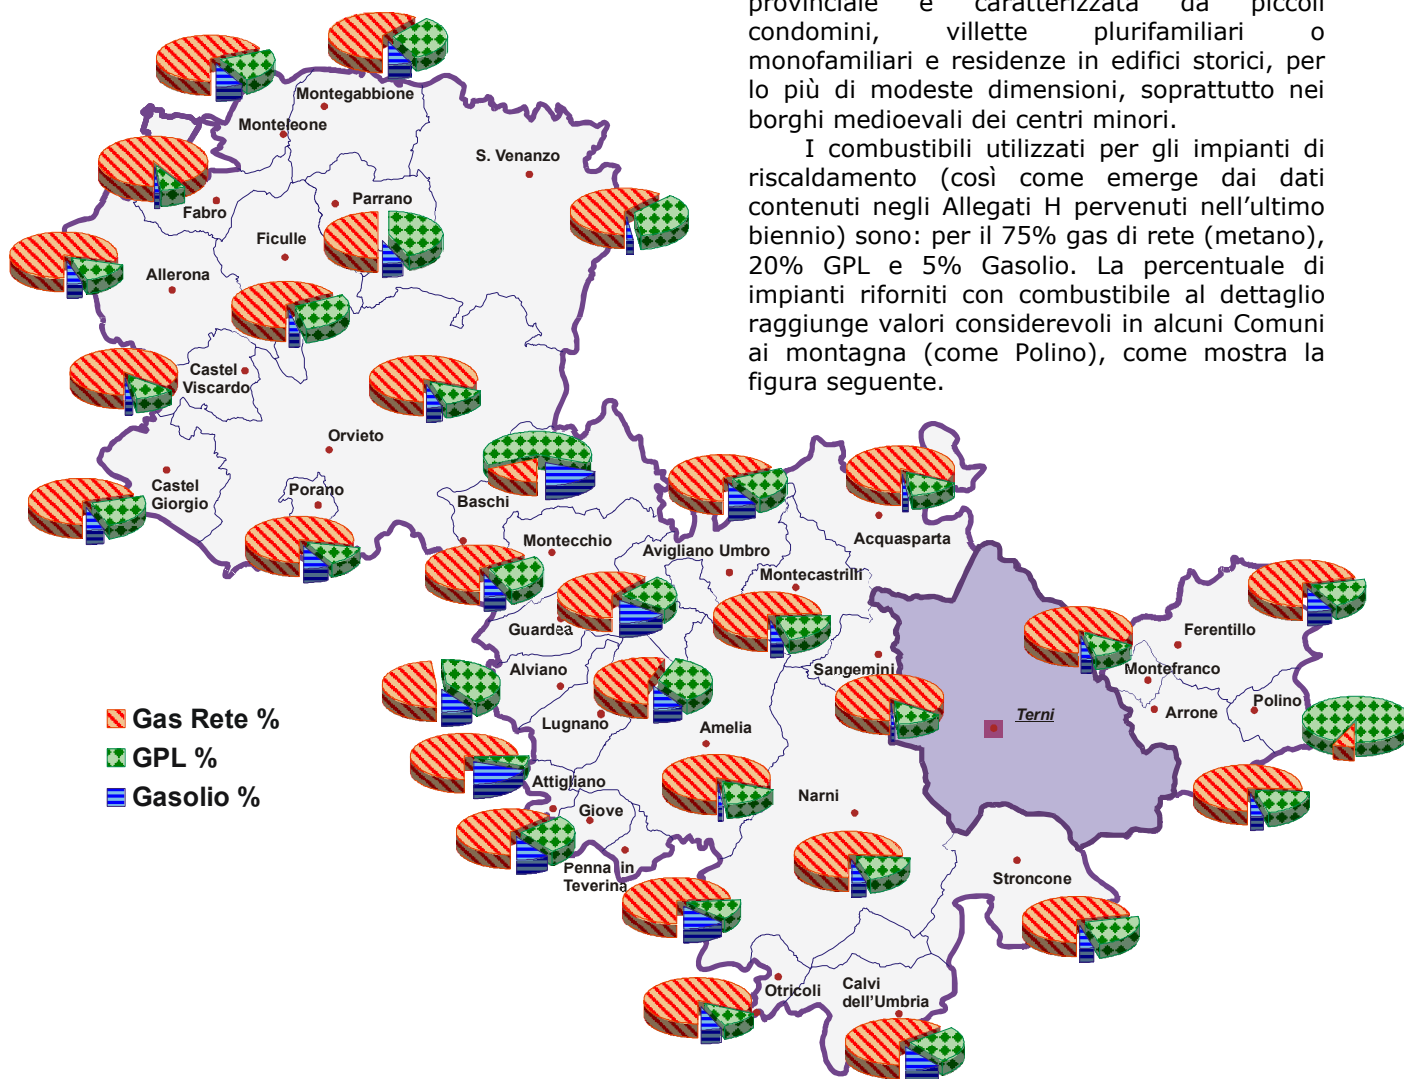 provinciale è caratterizzata da piccoli
condomini, villette plurifamiliari o
monofamiliari e residenze in edifici storici, per
lo più di modeste dimensioni, soprattutto nei
borghi medioevali dei centri minori.
I combustibili utilizzati per gli impianti di
riscaldamento (così come emerge dai dati
contenuti negli Allegati H pervenuti nell'ultimo
biennio) sono: per il 75% gas di rete (metano),
20% GPL e 5% Gasolio. La percentuale di
impianti riforniti con combustibile al dettaglio
raggiunge valori considerevoli in alcuni Comuni
ai montagna (come Polino), come mostra la
figura seguente.
Montegabbione
Monteleone
S. Venanzo
Fabro
Parrano
Ficulle
Allerona
Castel
Viscardo
Orvieto
Castel
Giorgio
Porano
Baschi
Montecchio
Avigliano Umbro
Acquasparta
Montecastrilli
Guardea
Ferentillo
Alviano
Sangemini
Montefranco
Polino
Lugnano
Arrone
Terni
Amelia
Attigliano
Giove
Narni
Penna in
Teverina
Stroncone
Otricoli
Calvi
dell'Umbria
Gas Rete %
GPL %
Gasolio %